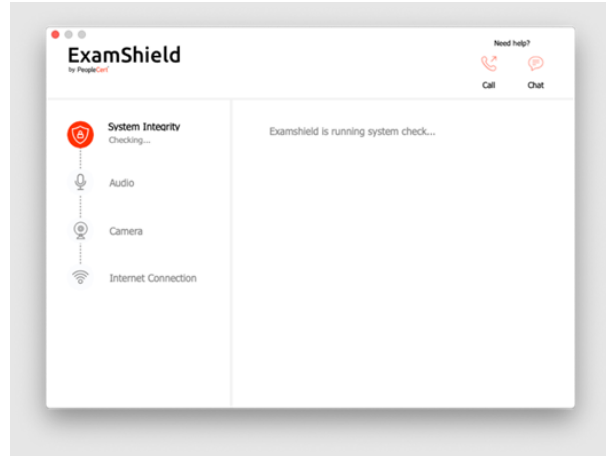 ExamShield
by PeopleCert
Need help?
Call
Chat
System Integrity
Checking...
Audio
Camera
Internet Connection
Examshield is running system check...